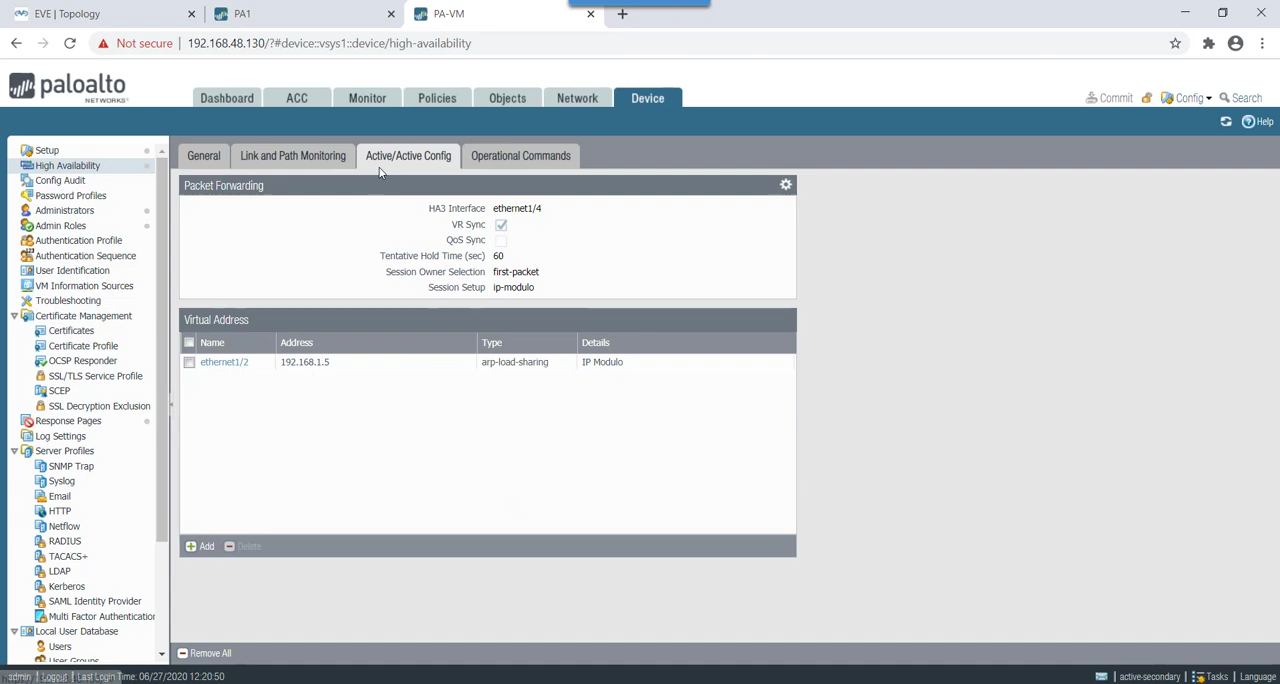 EVE | Topology
PA1
PA-VM
Not secure | 192.168.48.130/?#device::vsys1::device/high-availability
paloalto
NETWORKS
Dashboard ACC Monitor Policies Objects Network Device
Commit Config Search
Help
Setup
High Availability
Config Audit
Password Profiles
Administrators
Admin Roles
Authentication Profile
Authentication Sequence
User Identification
VM Information Sources
Troubleshooting
Certificate Management
Certificates
Certificate Profile
OCSP Responder
SSL/TLS Service Profile
SCEP
SSL Decryption Exclusion
Response Pages
Log Settings
Server Profiles
SNMP Trap
Syslog
Email
HTTP
Netflow
RADIUS
TACACS+
LDAP
Kerberos
SAML Identity Provider
Multi Factor Authentication
Local User Database
Users
User Groups
General Link and Path Monitoring Active/Active Config Operational Commands
Packet Forwarding
HA3 Interface ethernet1/4
VR Sync
QoS Sync
Tentative Hold Time (sec) 60
Session Owner Selection first-packet
Session Setup ip-modulo
Virtual Address
Name Address Type Details
ethernet1/2 192.168.1.5 arp-load-sharing IP Modulo
Add Delete
Remove All
admin | Logout | Last Login Time: 06/27/2020 12:20:50
| active-secondary | Tasks | Language